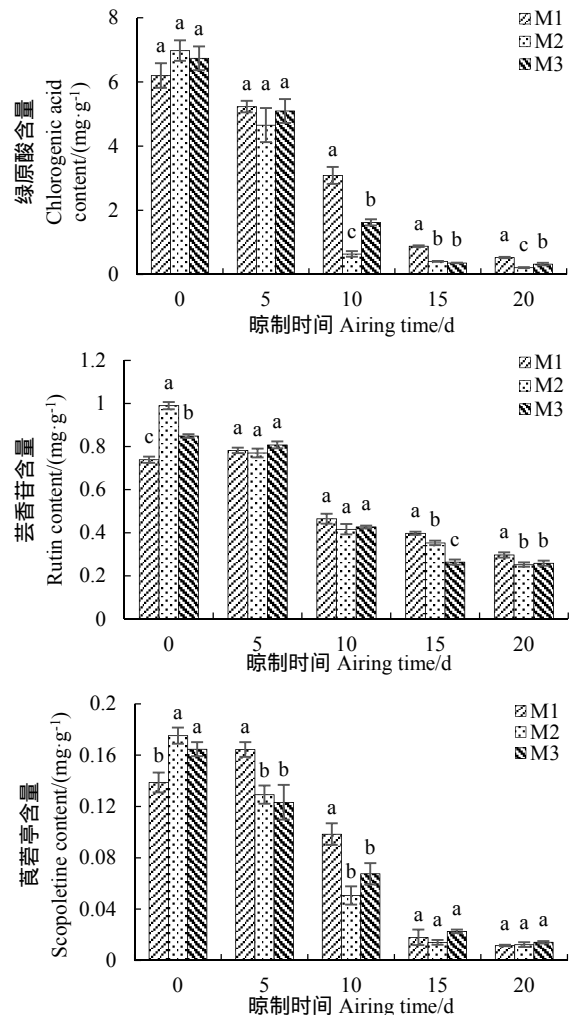 8
6
4
2
0
绿原酸含量
Chlorogenic acid
content/(mg·g⁻¹)
a a a
a a a
a c b
a b b
a c b
M1
M2
M3
0 5 10 15 20
晾制时间 Airing time/d
1.2
1
0.8
0.6
0.4
0.2
0
芸香苷含量
Rutin content/(mg·g⁻¹)
c a b
a a a
a a a
a b c
a b b
M1
M2
M3
0 5 10 15 20
晾制时间 Airing time/d
0.2
0.16
0.12
0.08
0.04
0
莨菪亭含量
Scopoletine content/(mg·g⁻¹)
b a a
a b b
a b b
a a a
a a a
M1
M2
M3
0 5 10 15 20
晾制时间 Airing time/d